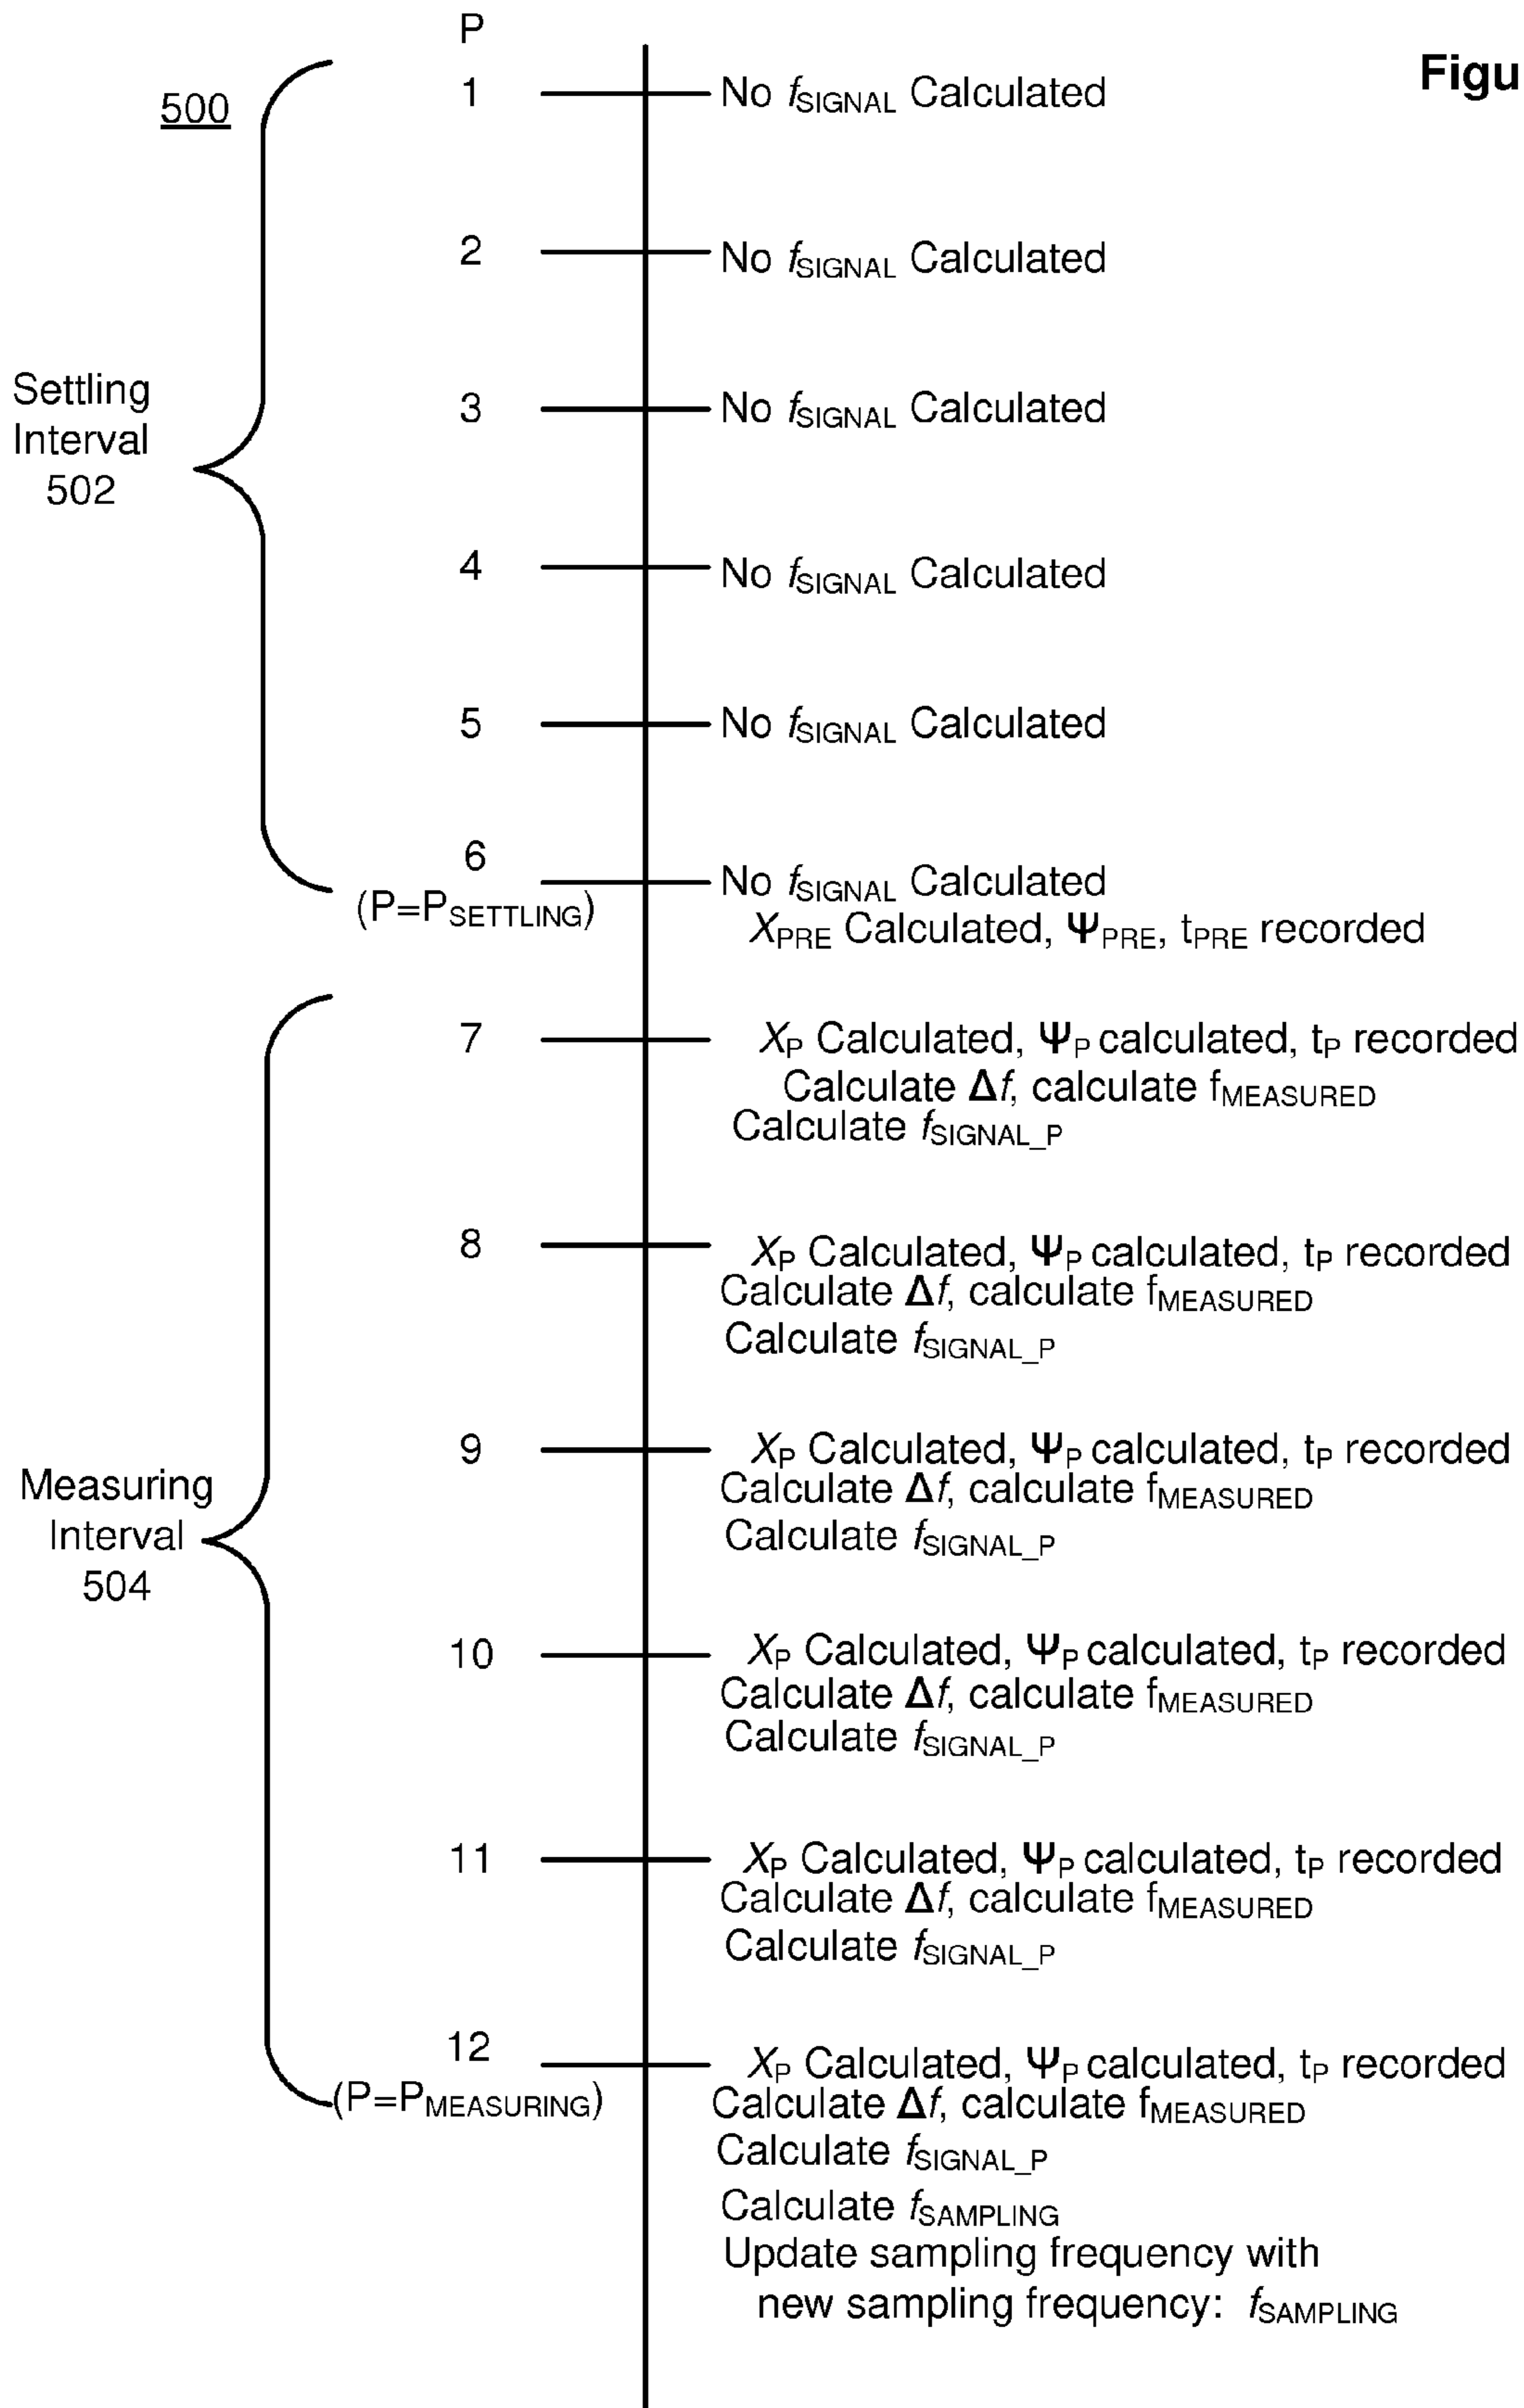 P
Figu
500
1
No fSIGNAL Calculated
2
No fSIGNAL Calculated
3
No fSIGNAL Calculated
Settling
Interval
502
4
No fSIGNAL Calculated
5
No fSIGNAL Calculated
6
(P=PSETTLING)
No fSIGNAL Calculated
XPRE Calculated, ΨPRE, tPRE recorded
7
XP Calculated, ΨP calculated, tP recorded
Calculate Δf, calculate fMEASURED
Calculate fSIGNAL_P
8
XP Calculated, ΨP calculated, tP recorded
Calculate Δf, calculate fMEASURED
Calculate fSIGNAL_P
9
XP Calculated, ΨP calculated, tP recorded
Calculate Δf, calculate fMEASURED
Calculate fSIGNAL_P
Measuring
Interval
504
10
XP Calculated, ΨP calculated, tP recorded
Calculate Δf, calculate fMEASURED
Calculate fSIGNAL_P
11
XP Calculated, ΨP calculated, tP recorded
Calculate Δf, calculate fMEASURED
Calculate fSIGNAL_P
12
(P=PMEASURING)
XP Calculated, ΨP calculated, tP recorded
Calculate Δf, calculate fMEASURED
Calculate fSIGNAL_P
Calculate fSAMPLING
Update sampling frequency with
new sampling frequency: fSAMPLING